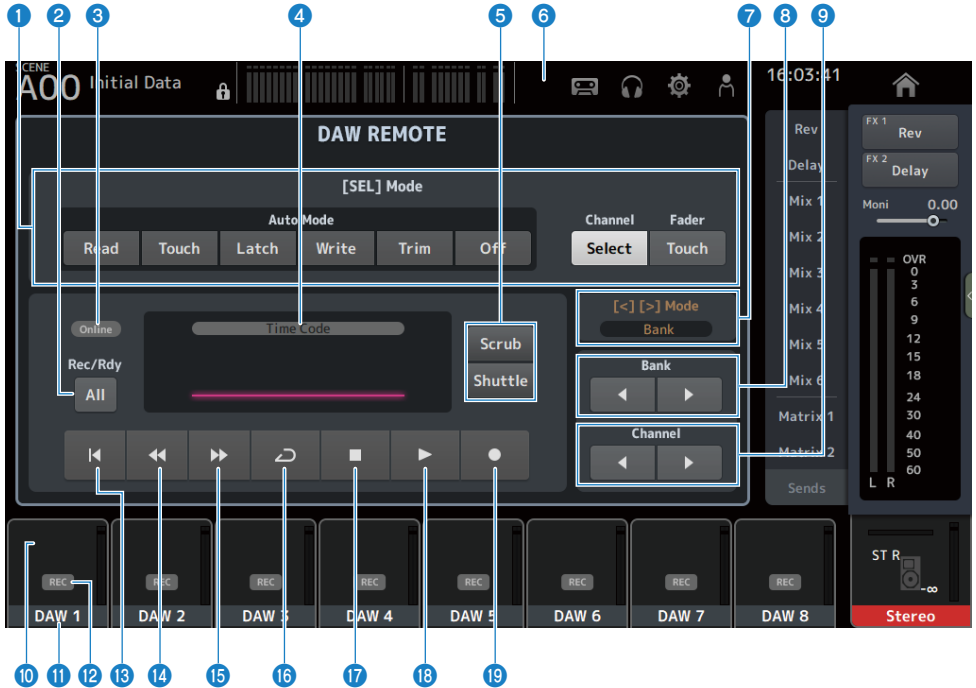 1 2 3 4 5 6 7 8 9
SCENE
A00 Initial Data
16:03:41
DAW REMOTE
[SEL] Mode
Auto Mode
Read Touch Latch Write Trim Off
Channel Fader
Select Touch
Online
Time Code
Rec/Rdy
All
Scrub
Shuttle
[<] [>] Mode
Bank
Bank
Channel
Rev
Delay
Mix 1
Mix 2
Mix 3
Mix 4
Mix 5
Mix 6
Matrix 1
Matrix 2
Sends
FX 1
Rev
FX 2
Delay
Moni 0.00
OVR
0
3
6
9
12
15
18
24
30
40
50
60
L R
REC REC REC REC REC REC REC REC
DAW 1 DAW 2 DAW 3 DAW 4 DAW 5 DAW 6 DAW 7 DAW 8
ST R
-∞
Stereo
10 11 12 13 14 15 16 17 18 19